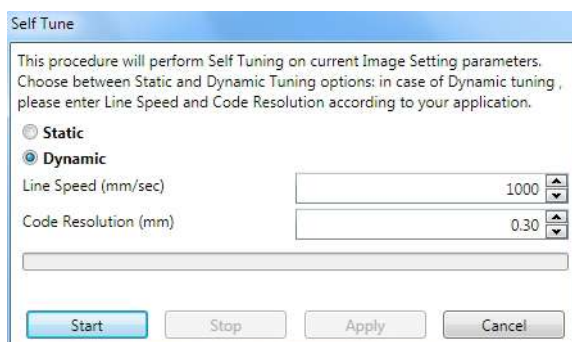 Self Tune
This procedure will perform Self Tuning on current Image Setting parameters.
Choose between Static and Dynamic Tuning options: in case of Dynamic tuning ,
please enter Line Speed and Code Resolution according to your application.
Static
Dynamic
Line Speed (mm/sec) 1000
Code Resolution (mm) 0.30
Start Stop Apply Cancel